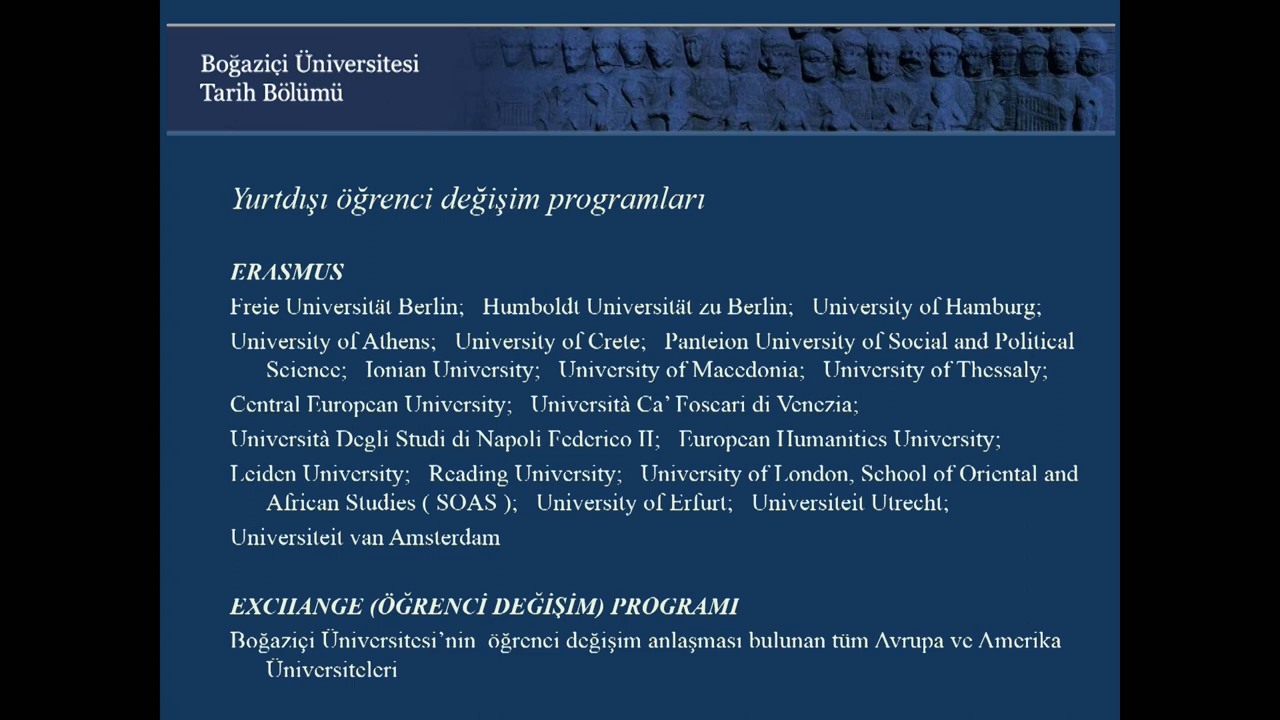 Boğaziçi Üniversitesi
Tarih Bölümü
Yurtdışı öğrenci değişim programları
ERASMUS
Freie Universität Berlin; Humboldt Universität zu Berlin; University of Hamburg;
University of Athens; University of Crete; Panteion University of Social and Political
Science; Ionian University; University of Macedonia; University of Thessaly;
Central European University; Università Ca’ Foscari di Venezia;
Università Degli Studi di Napoli Federico II; European Humanities University;
Leiden University; Reading University; University of London, School of Oriental and
African Studies ( SOAS ); University of Erfurt; Universiteit Utrecht;
Universiteit van Amsterdam
EXCHANGE (ÖĞRENCİ DEĞİŞİM) PROGRAMI
Boğaziçi Üniversitesi’nin öğrenci değişim anlaşması bulunan tüm Avrupa ve Amerika
Üniversiteleri